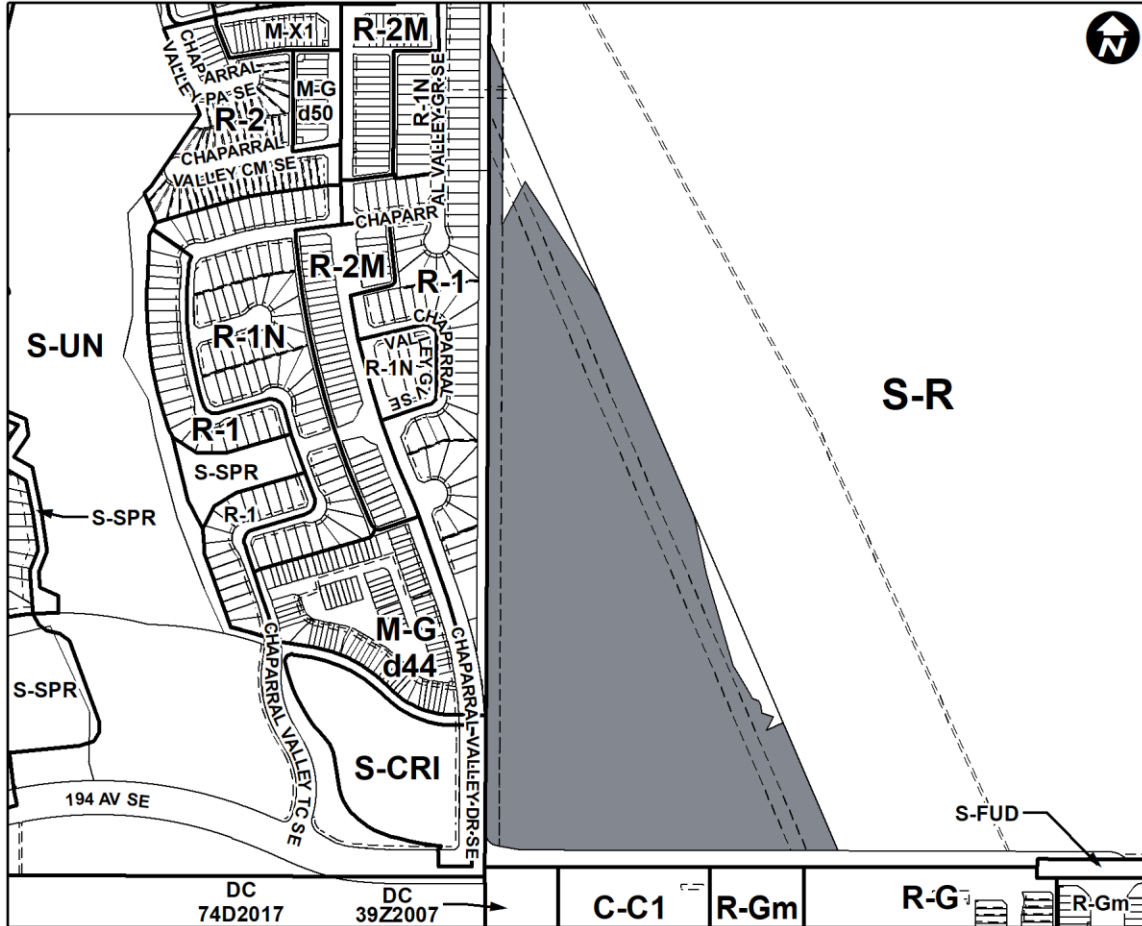 N
M-X1
R-2M
CHAPARRAL
VALLEY PA SE
M-G
d50
R-1N
R-2
CHAPARRAL
VALLEY CM SE
AL VALLEY GR SE
CHAPARR
R-2M
R-1
S-UN
R-1N
CHAPARRAL
VALLEY GV SE
R-1N
S-R
R-1
S-SPR
S-SPR
R-1
M-G
d44
S-SPR
CHAPARRAL VALLEY TC SE
CHAPARRAL VALLEY DR SE
S-CRI
194 AV SE
S-FUD
DC
74D2017
DC
39Z2007
C-C1
R-Gm
R-G
R-Gm